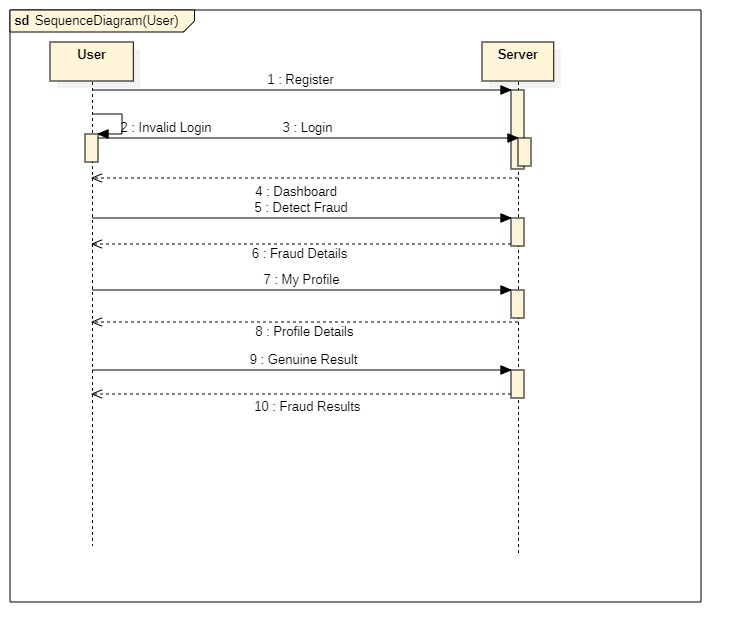 sd SequenceDiagram(User)
User
Server
1 : Register
2 : Invalid Login
3 : Login
4 : Dashboard
5 : Detect Fraud
6 : Fraud Details
7 : My Profile
8 : Profile Details
9 : Genuine Result
10 : Fraud Results